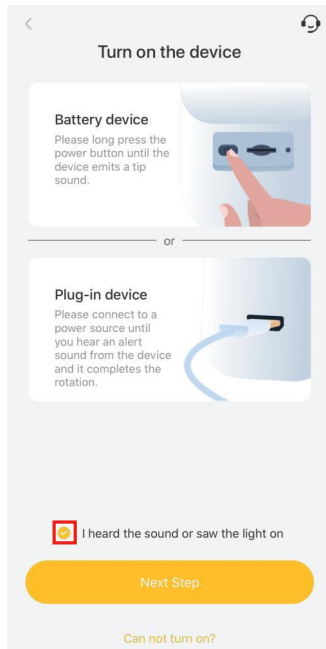 Turn on the device
Battery device
Please long press the
power button until the
device emits a tip
sound.
or
Plug-in device
Please connect to a
power source until
you hear an alert
sound from the device
and it completes the
rotation.
I heard the sound or saw the light on
Next Step
Can not turn on?